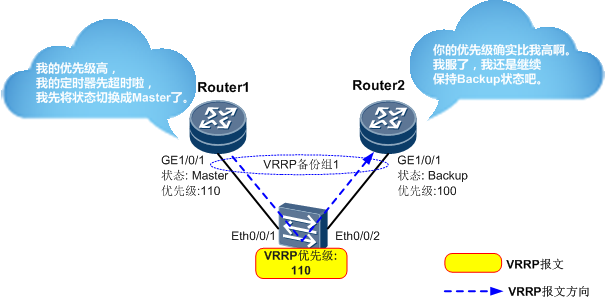 我的优先级高，
我的定时器先超时啦，
我先将状态切换成Master了。
你的优先级确实比我高啊。
我服了，我还是继续
保持Backup状态吧。
Router1
Router2
GE1/0/1
状态: Master
优先级:110
VRRP备份组1
GE1/0/1
状态: Backup
优先级:100
Eth0/0/1
Eth0/0/2
VRRP优先级:
110
VRRP报文
VRRP报文方向